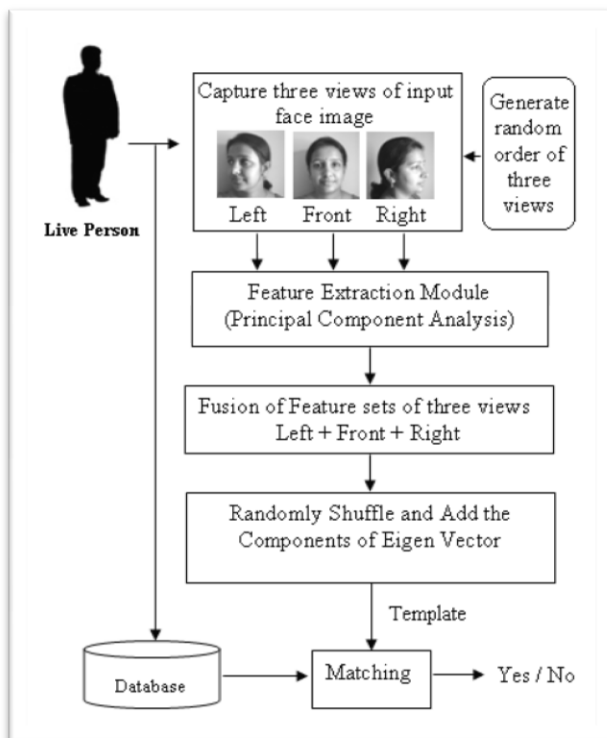 Capture three views of input
face image
Left Front Right
Generate
random
order of
three
views
Live Person
Feature Extraction Module
(Principal Component Analysis)
Fusion of Feature sets of three views
Left + Front + Right
Randomly Shuffle and Add the
Components of Eigen Vector
Template
Database
Matching
Yes / No